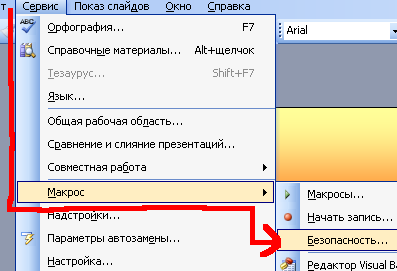 т Сервис Показ слайдов Окно Справка
Arial
Орфография... F7
Справочные материалы... Alt+щелчок
Тезаурус... Shift+F7
Язык...
Общая рабочая область...
Сравнение и слияние презентаций...
Совместная работа
Макрос
Надстройки...
Параметры автозамены...
Настройка...
Макросы...
Начать запись...
Безопасность...
Редактор Visual Ba